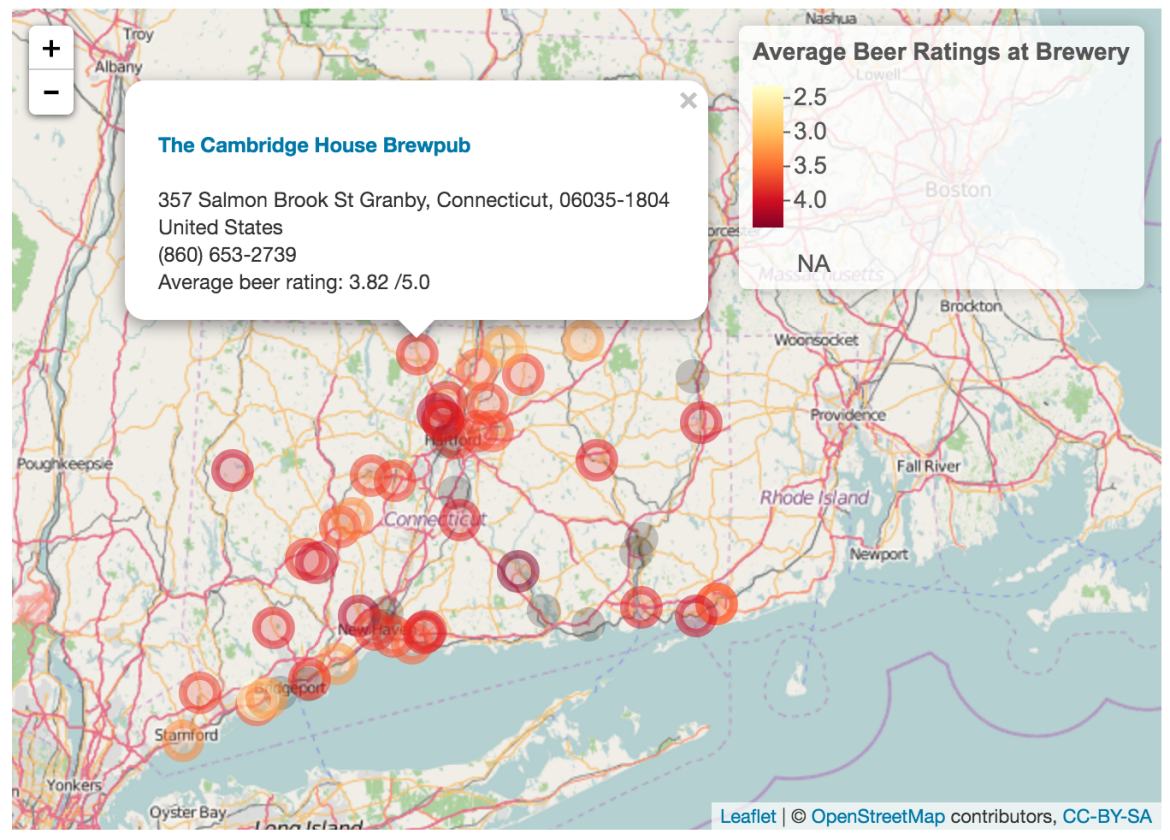 Nashua
Troy
Albany
+
−
Average Beer Ratings at Brewery
Lowell
2.5
3.0
3.5
4.0
NA
Boston
Massachusetts
×
The Cambridge House Brewpub
357 Salmon Brook St Granby, Connecticut, 06035-1804
United States
(860) 653-2739
Average beer rating: 3.82 /5.0
Brockton
Woonsocket
Providence
Hartford
Poughkeepsie
Fall River
Rhode Island
Connecticut
Newport
New Haven
Bridgeport
Stamford
Yonkers
Oyster Bay
Long Island
Leaflet | © OpenStreetMap contributors, CC-BY-SA